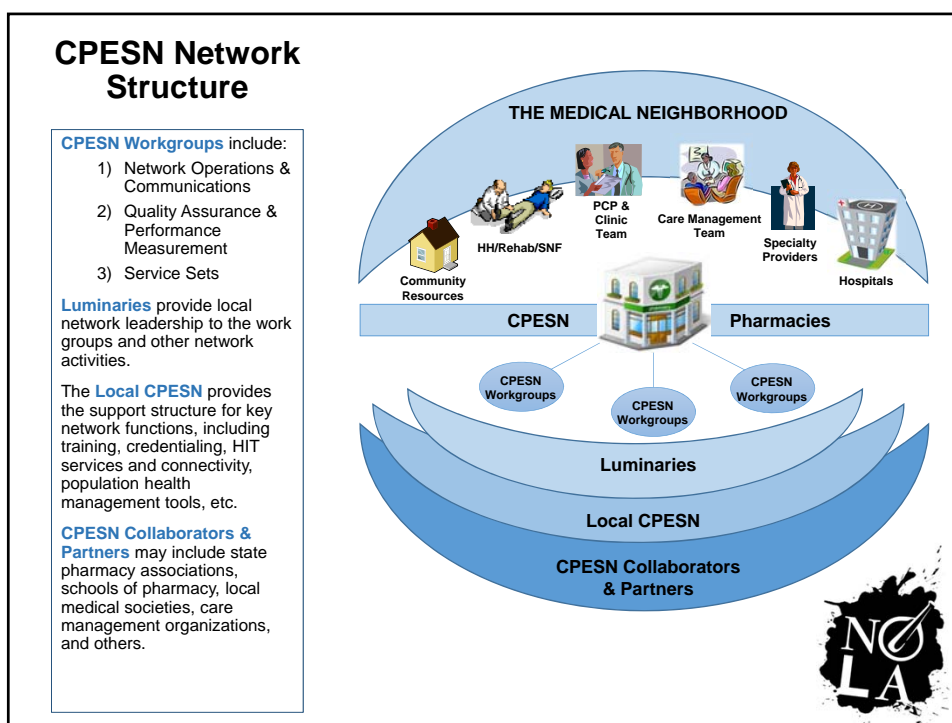 CPESN Network
Structure
CPESN Workgroups include:
1) Network Operations &
Communications
2) Quality Assurance &
Performance
Measurement
3) Service Sets
Luminaries provide local
network leadership to the work
groups and other network
activities.
The Local CPESN provides
the support structure for key
network functions, including
training, credentialing, HIT
services and connectivity,
population health
management tools, etc.
CPESN Collaborators &
Partners may include state
pharmacy associations,
schools of pharmacy, local
medical societies, care
management organizations,
and others.
THE MEDICAL NEIGHBORHOOD
Community
Resources
HH/Rehab/SNF
PCP &
Clinic
Team
Care Management
Team
Specialty
Providers
Hospitals
CPESN
Pharmacies
CPESN
Workgroups
CPESN
Workgroups
CPESN
Workgroups
Luminaries
Local CPESN
CPESN Collaborators
& Partners
NO
LA